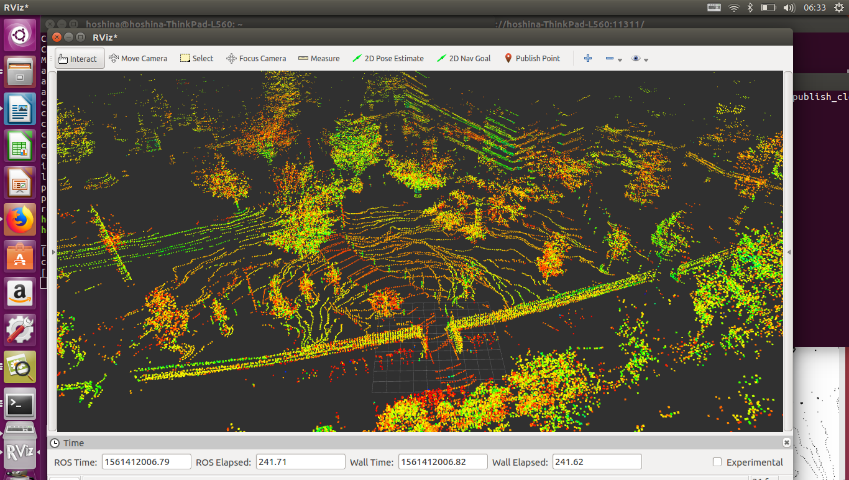 RViz*
06:33
hoshina@hoshina-ThinkPad-L560: ~
://hoshina-ThinkPad-L560:11311/
RViz*
Interact
Move Camera
Select
Focus Camera
Measure
2D Pose Estimate
2D Nav Goal
Publish Point
publish_cl
Time
ROS Time: 1561412006.79
ROS Elapsed: 241.71
Wall Time: 1561412006.82
Wall Elapsed: 241.62
Experimental
RViz